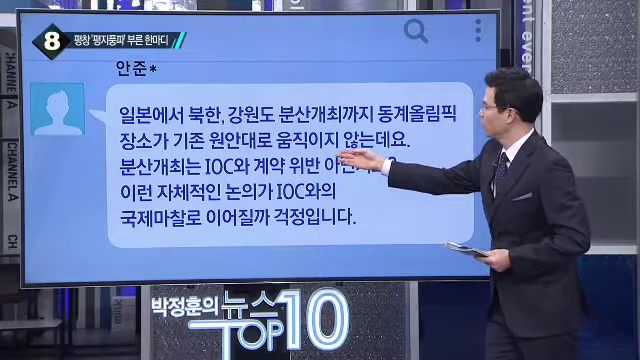 8 평창 '평지풍파' 부른 한마디
안준*
일본에서 북한, 강원도 분산개최까지 동계올림픽
장소가 기존 원안대로 움직이지 않는데요.
분산개최는 IOC와 계약 위반
이런 자체적인 논의가 IOC와의
국제마찰로 이어질까 걱정입니다.
박정훈의 뉴스
TOP10
CHANNEL A
CHANNEL A
CH